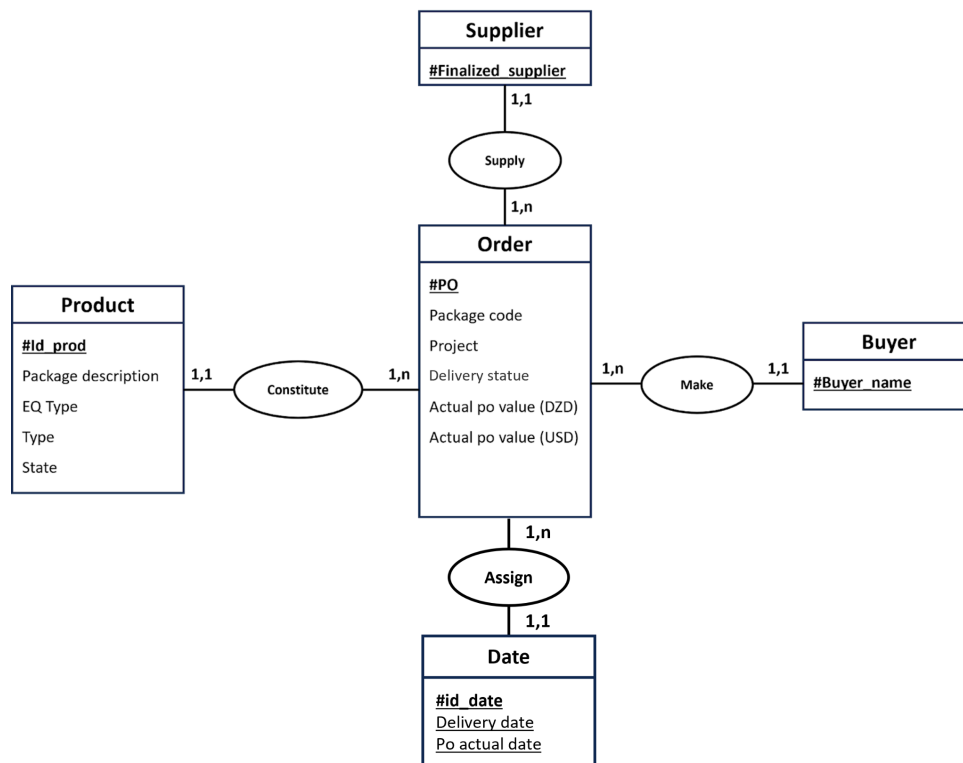 Supplier
#Finalized_supplier
1,1
Supply
1,n
Order
#PO
Package code
Project
Delivery statue
Actual po value (DZD)
Actual po value (USD)
Product
#Id_prod
Package description
EQ Type
Type
State
1,1
Constitute
1,n
1,n
Make
1,1
Buyer
#Buyer_name
1,n
Assign
1,1
Date
#id_date
Delivery date
Po actual date